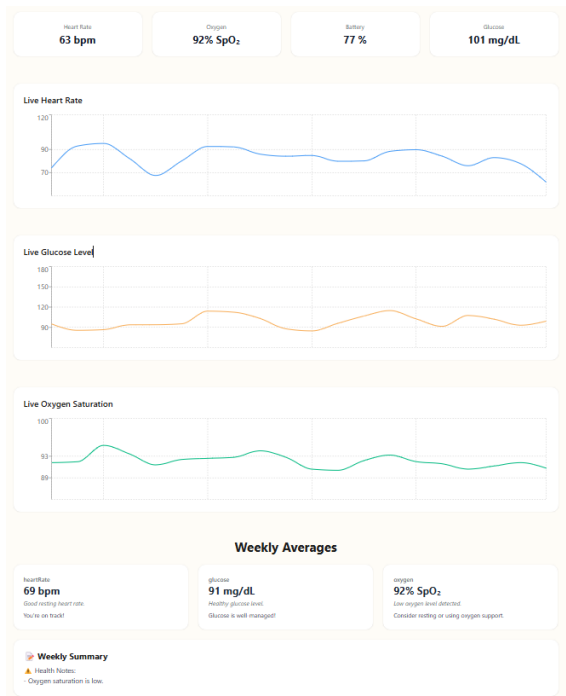 Heart Rate
63 bpm
Oxygen
92% SpO₂
Battery
77 %
Glucose
101 mg/dL
Live Heart Rate
120
90
70
Live Glucose Level
180
150
120
90
Live Oxygen Saturation
100
93
89
Weekly Averages
heartRate
69 bpm
Good resting heart rate
You're on track!
glucose
91 mg/dL
Healthy glucose level.
Glucose is well managed!
oxygen
92% SpO₂
Low oxygen level detected.
Consider resting or using oxygen support.
📝 Weekly Summary
⚠️ Health Notes:
- Oxygen saturation is low.